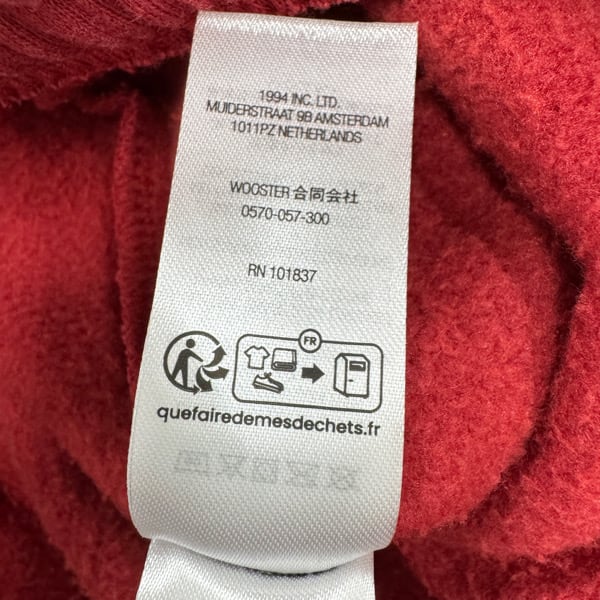 1994 INC. LTD.
MUIDERSTRAAT 9B AMSTERDAM
1011PZ NETHERLANDS
WOOSTER 合同会社
0570-057-300
RN 101837
FR
quefairedemesdechets.fr